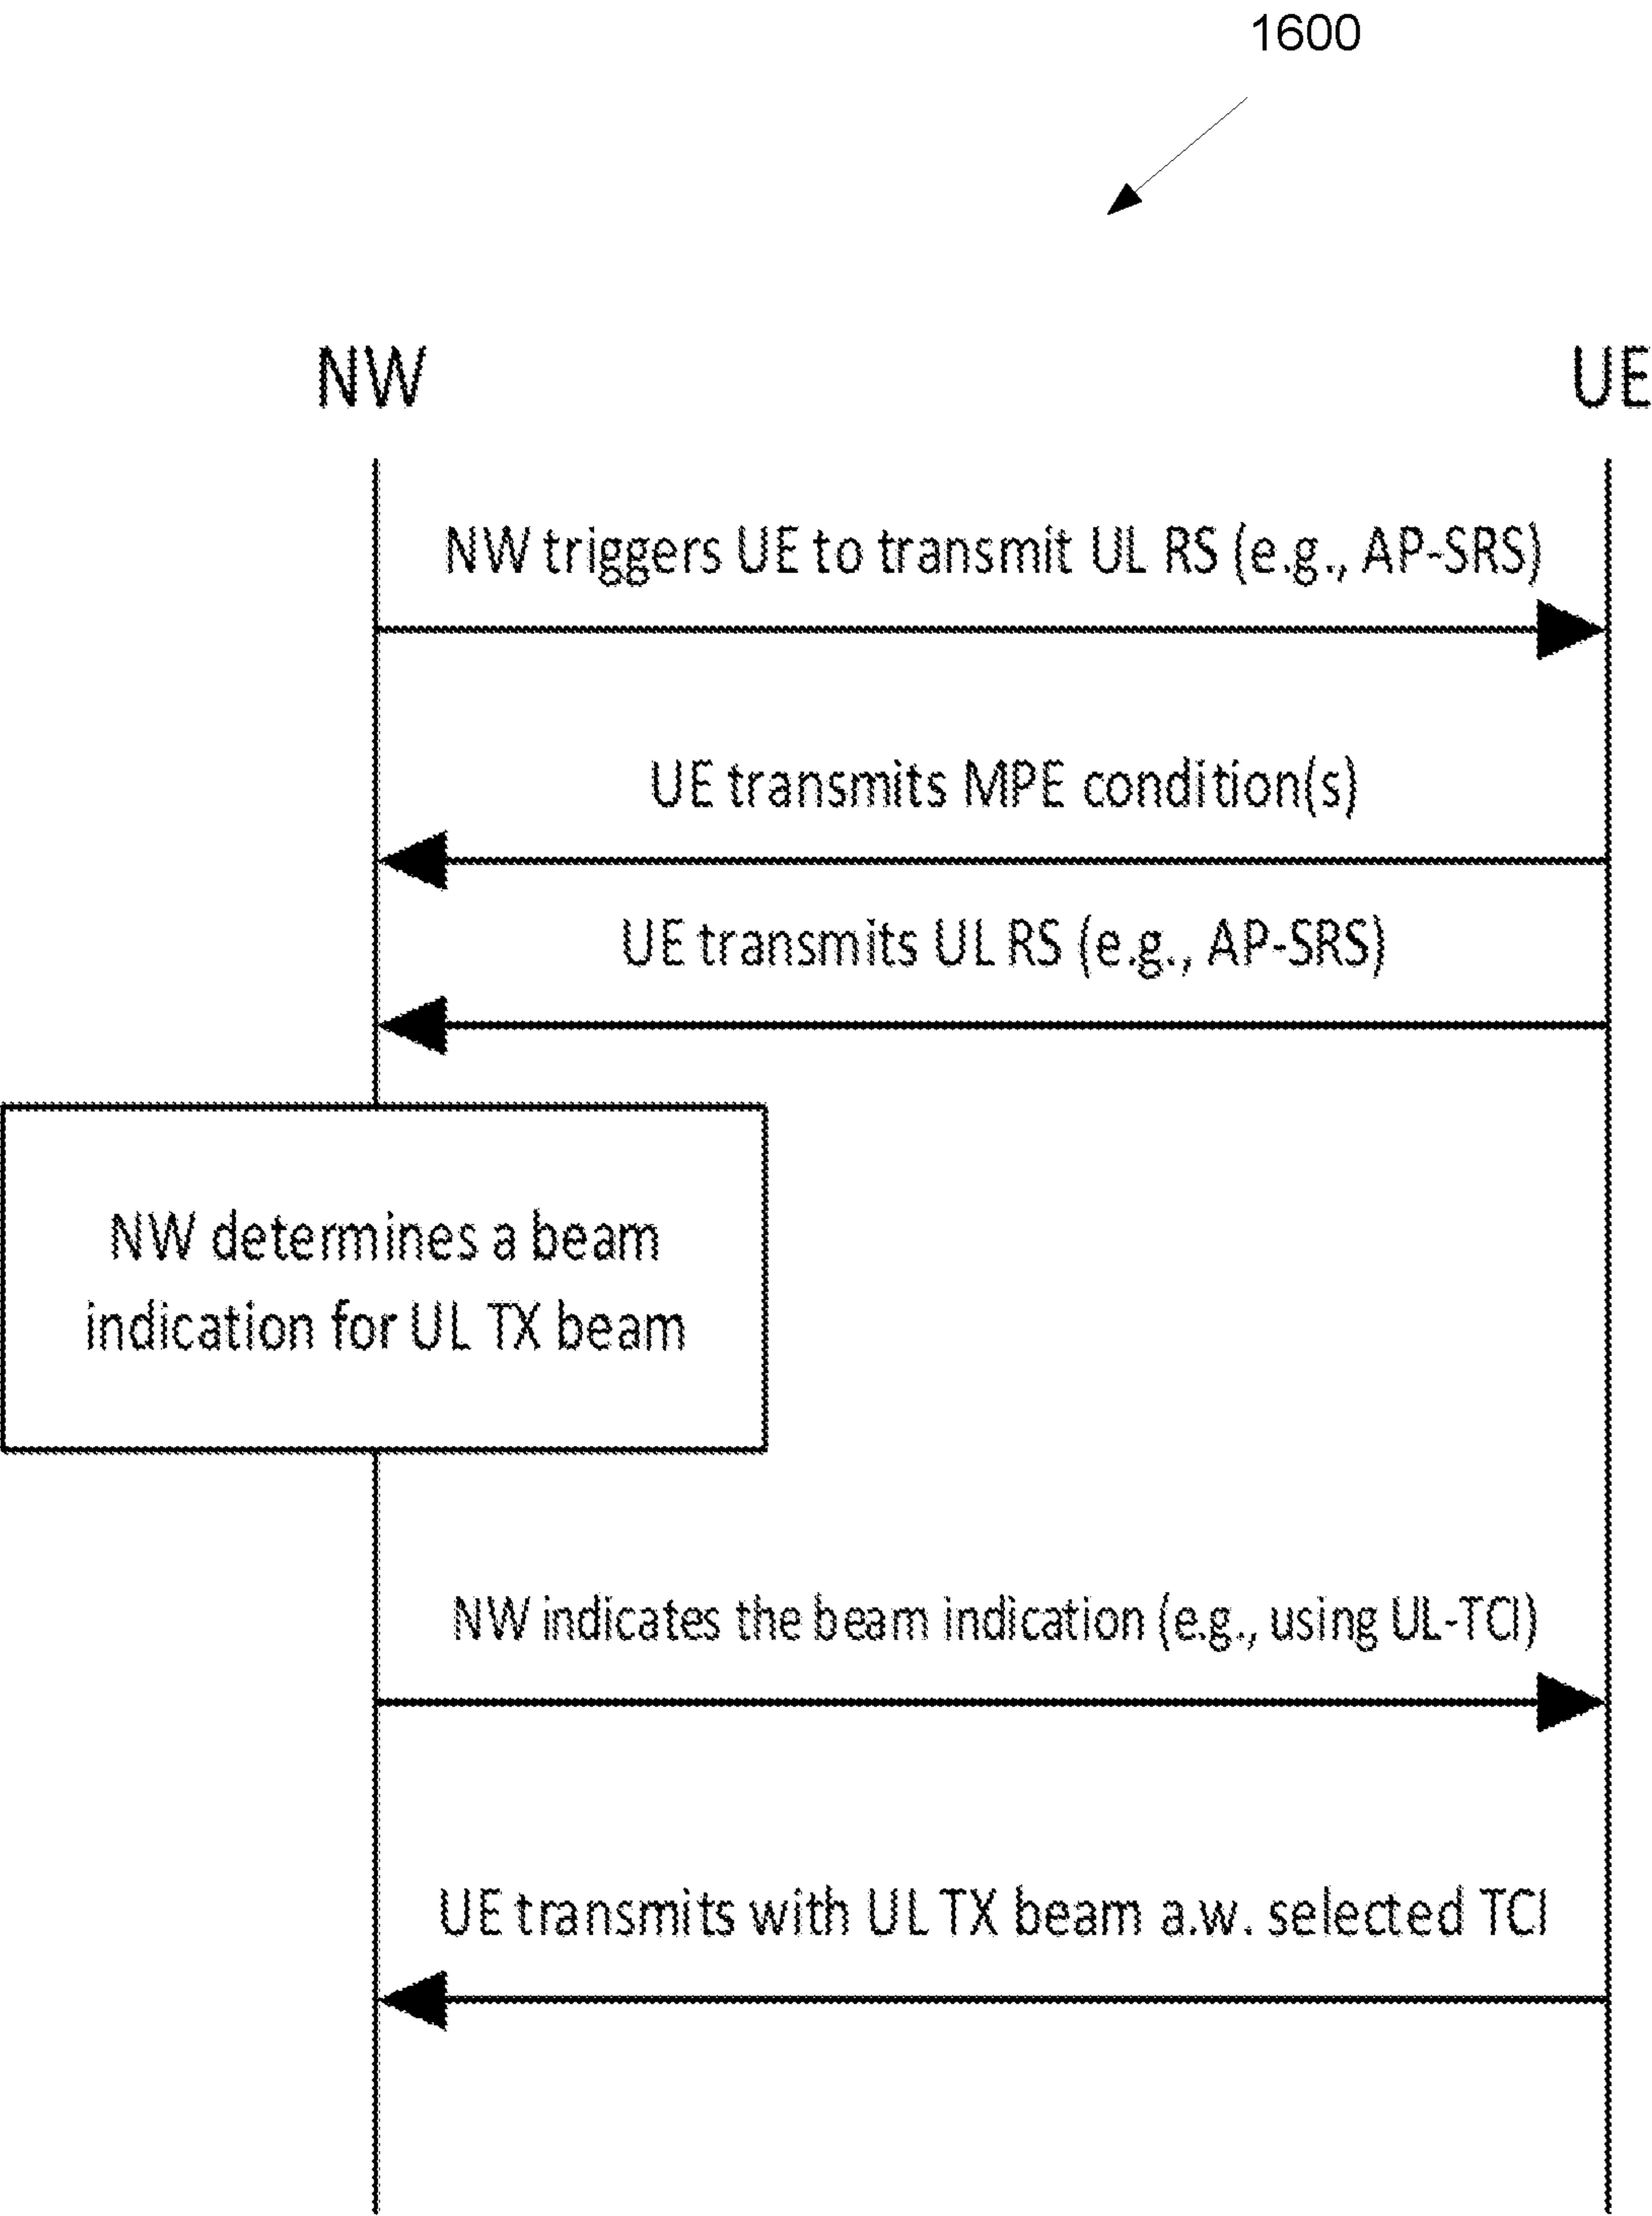 1600
NW
UE
NW triggers UE to transmit UL RS (e.g., AP-SRS)
UE transmits MPE condition(s)
UE transmits UL RS (e.g., AP-SRS)
NW determines a beam
indication for UL TX beam
NW indicates the beam indication (e.g., using UL-TCI)
UE transmits with UL TX beam a.w. selected TCI